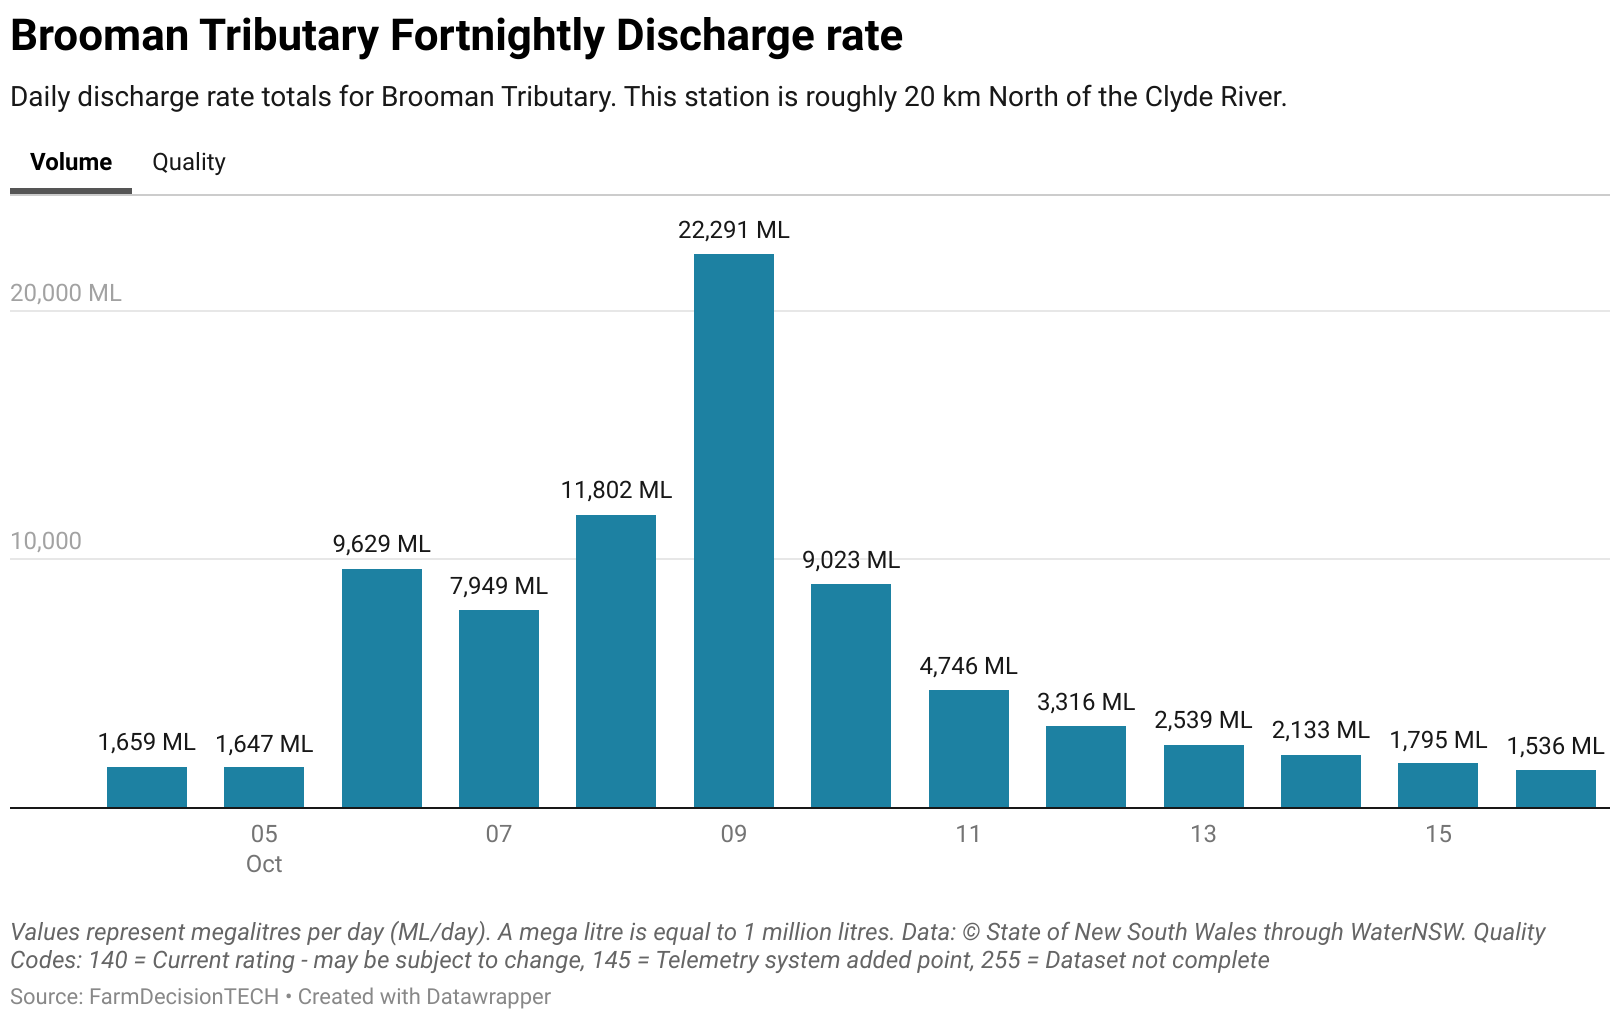 Brooman Tributary Fortnightly Discharge rate
Daily discharge rate totals for Brooman Tributary. This station is roughly 20 km North of the Clyde River.
Volume Quality
22,291 ML
20,000 ML
11,802 ML
10,000
9,629 ML
9,023 ML
7,949 ML
4,746 ML
3,316 ML
2,539 ML
2,133 ML
1,795 ML
1,536 ML
1,659 ML
1,647 ML
05 07 09 11 13 15
Oct
Values represent megalitres per day (ML/day). A mega litre is equal to 1 million litres. Data: © State of New South Wales through WaterNSW. Quality
Codes: 140 = Current rating - may be subject to change, 145 = Telemetry system added point, 255 = Dataset not complete
Source: FarmDecisionTECH • Created with Datawrapper